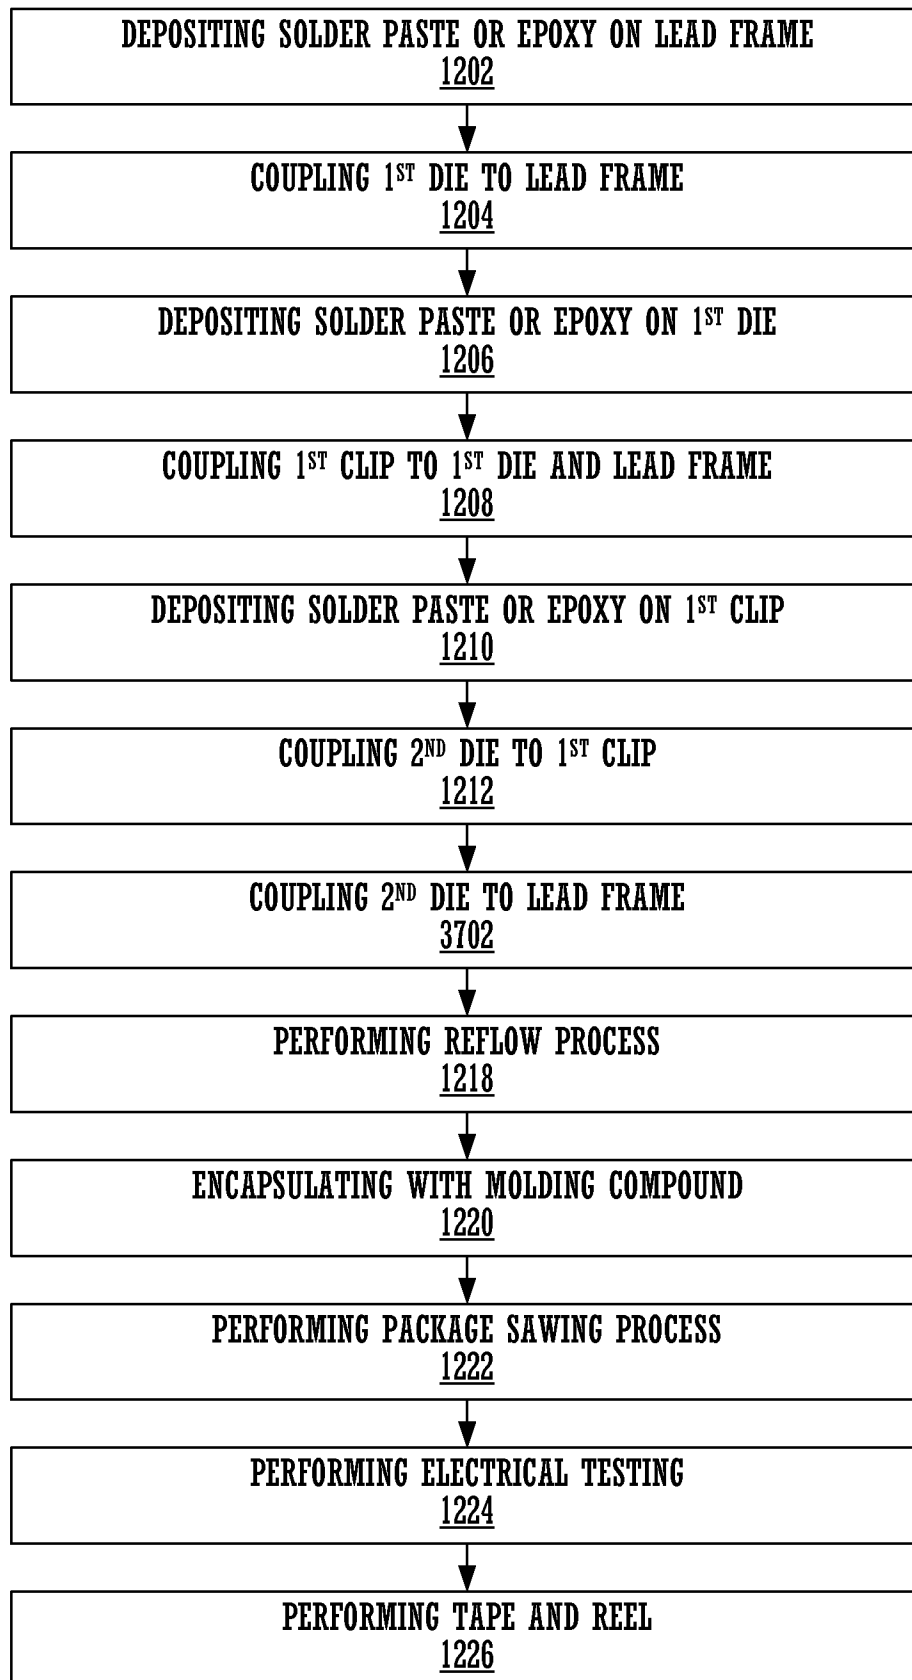 DEPOSITING SOLDER PASTE OR EPOXY ON LEAD FRAME
1202
COUPLING 1ST DIE TO LEAD FRAME
1204
DEPOSITING SOLDER PASTE OR EPOXY ON 1ST DIE
1206
COUPLING 1ST CLIP TO 1ST DIE AND LEAD FRAME
1208
DEPOSITING SOLDER PASTE OR EPOXY ON 1ST CLIP
1210
COUPLING 2ND DIE TO 1ST CLIP
1212
COUPLING 2ND DIE TO LEAD FRAME
3702
PERFORMING REFLOW PROCESS
1218
ENCAPSULATING WITH MOLDING COMPOUND
1220
PERFORMING PACKAGE SAWING PROCESS
1222
PERFORMING ELECTRICAL TESTING
1224
PERFORMING TAPE AND REEL
1226